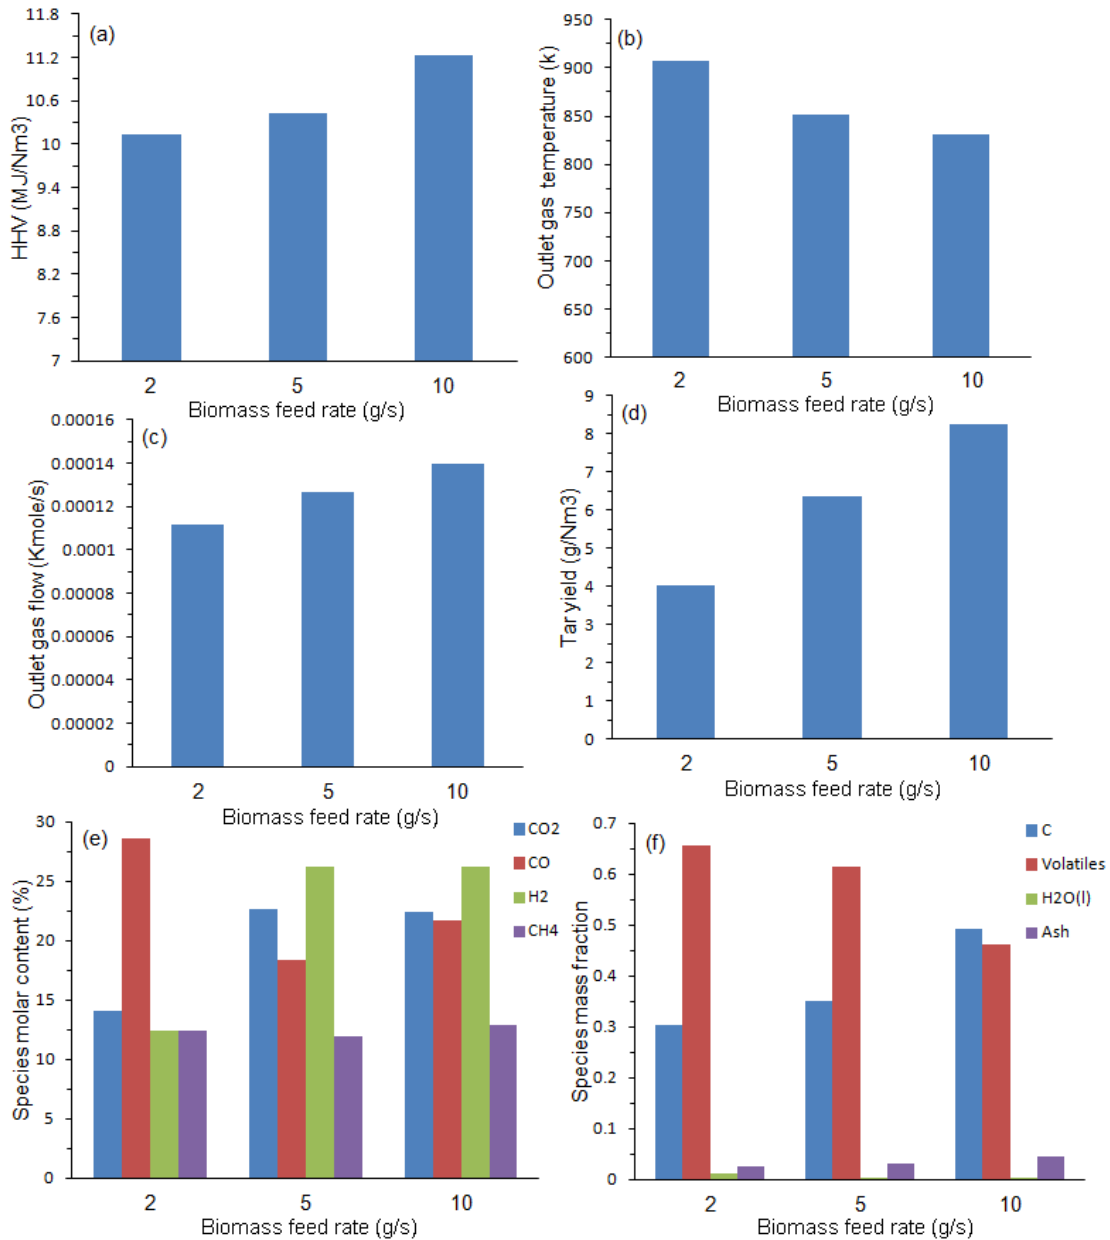 (a)
HHV (MJ/Nm3)
11.8
11.2
10.6
10
9.4
8.8
8.2
7.6
7
2 5 10
Biomass feed rate (g/s)
(b)
Outlet gas temperature (k)
950
900
850
800
750
700
650
600
2 5 10
Biomass feed rate (g/s)
(c)
Outlet gas flow (Kmole/s)
0.00016
0.00014
0.00012
0.0001
0.00008
0.00006
0.00004
0.00002
0
2 5 10
Biomass feed rate (g/s)
(d)
Tar yield (g/Nm3)
9
8
7
6
5
4
3
2
1
0
2 5 10
Biomass feed rate (g/s)
(e)
Species molar content (%)
30
25
20
15
10
5
0
CO2
CO
H2
CH4
2 5 10
Biomass feed rate (g/s)
(f)
Species mass fraction
0.7
0.6
0.5
0.4
0.3
0.2
0.1
0
C
Volatiles
H2O(l)
Ash
2 5 10
Biomass feed rate (g/s)